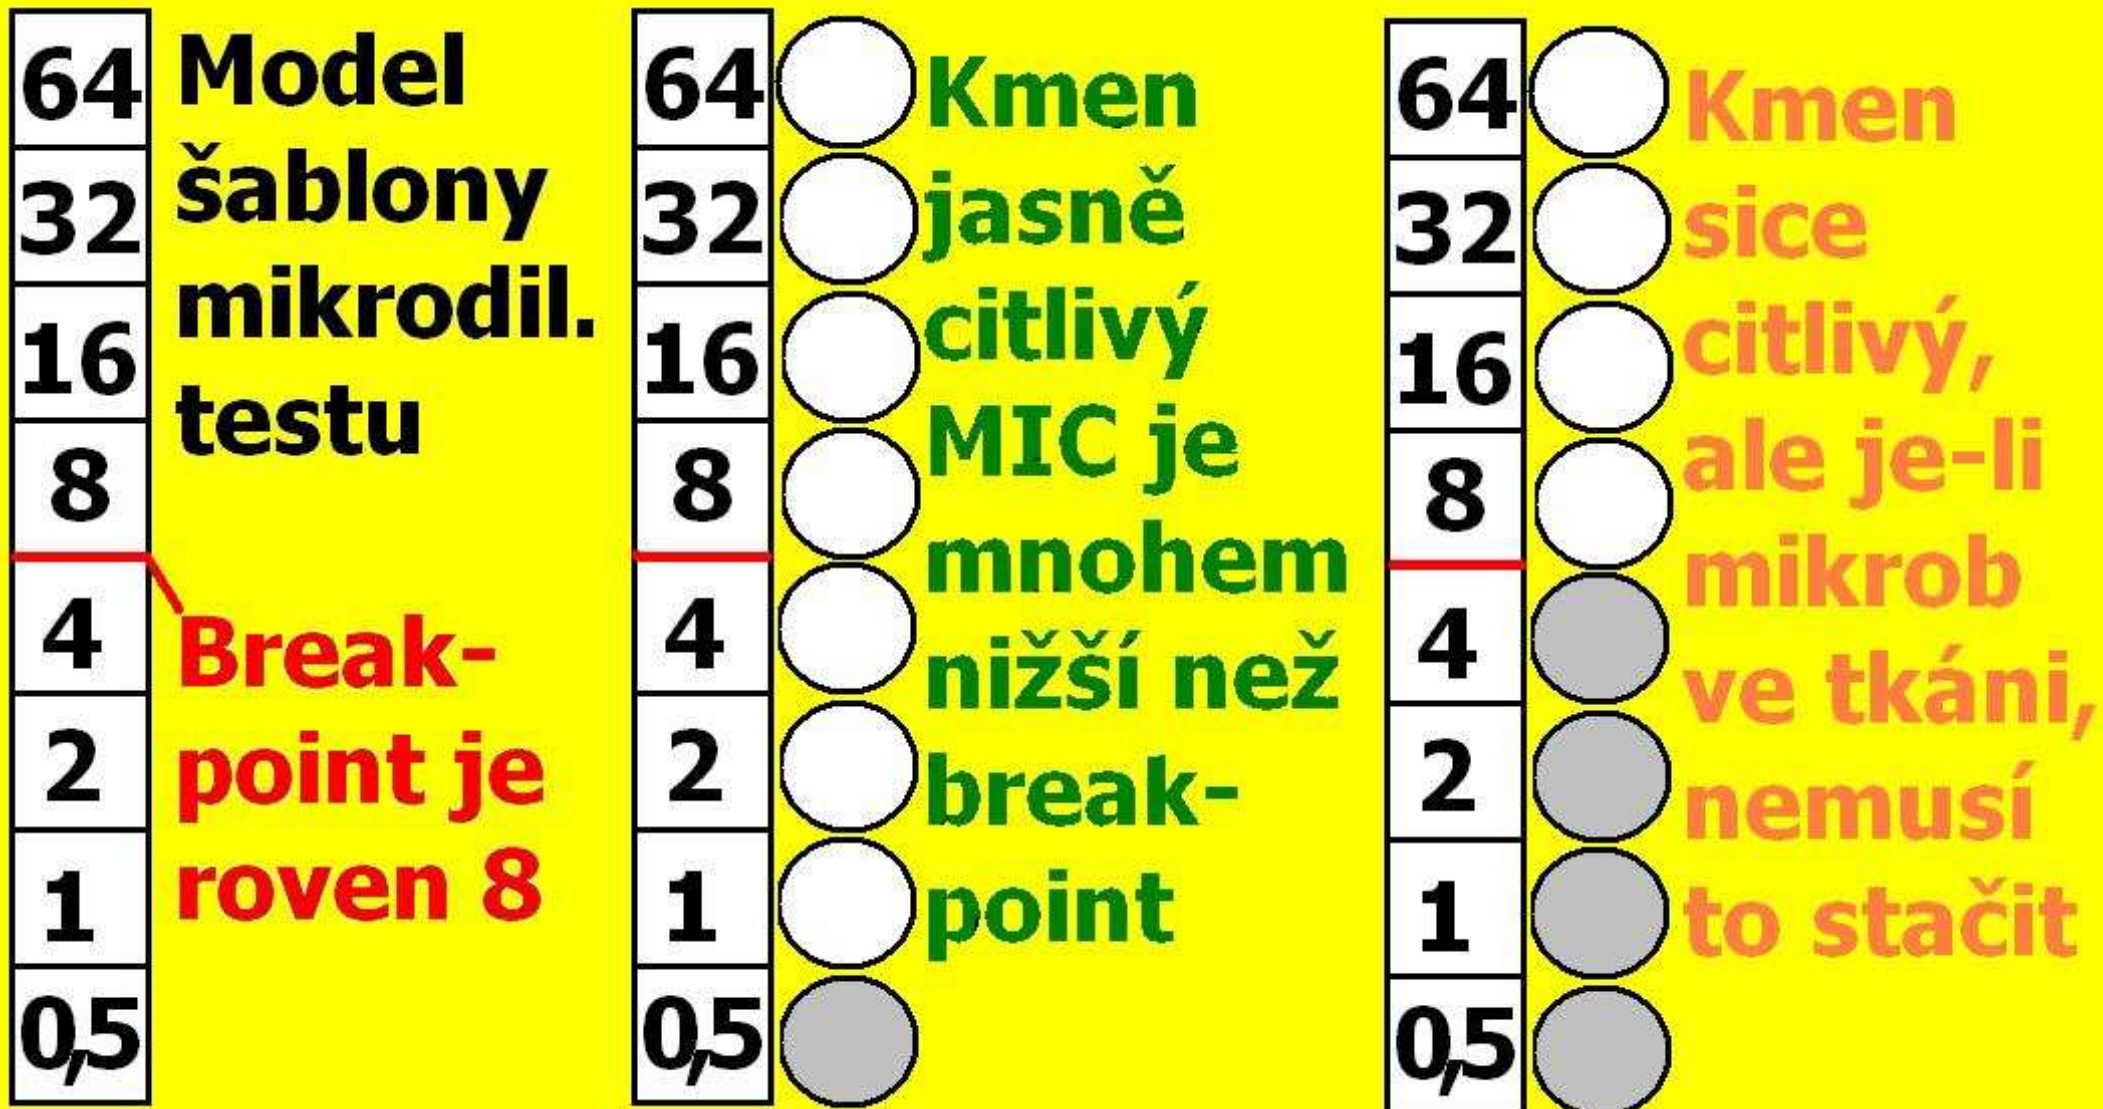 64
32
16
8
4
2
1
0,5
Model
šablony
mikrodil.
testu
Break-
point je
roven 8
64
32
16
8
4
2
1
0,5
Kmen
jasně
citlivý
MIC je
mnohem
nižší než
break-
point
64
32
16
8
4
2
1
0,5
Kmen
sice
citlivý,
ale je-li
mikrob
ve tkáni,
nemusí
to stačit